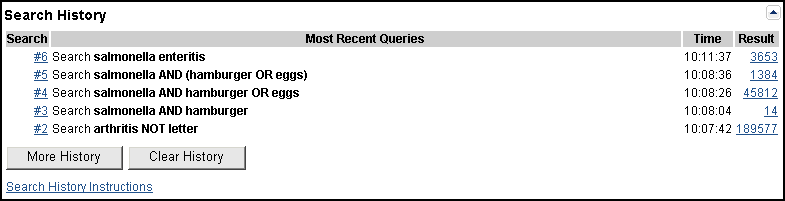 Search History
Search Most Recent Queries Time Result
#6 Search salmonella enteritis 10:11:37 3653
#5 Search salmonella AND (hamburger OR eggs) 10:08:36 1384
#4 Search salmonella AND hamburger OR eggs 10:08:26 45812
#3 Search salmonella AND hamburger 10:08:04 14
#2 Search arthritis NOT letter 10:07:42 189577
More History Clear History
Search History Instructions